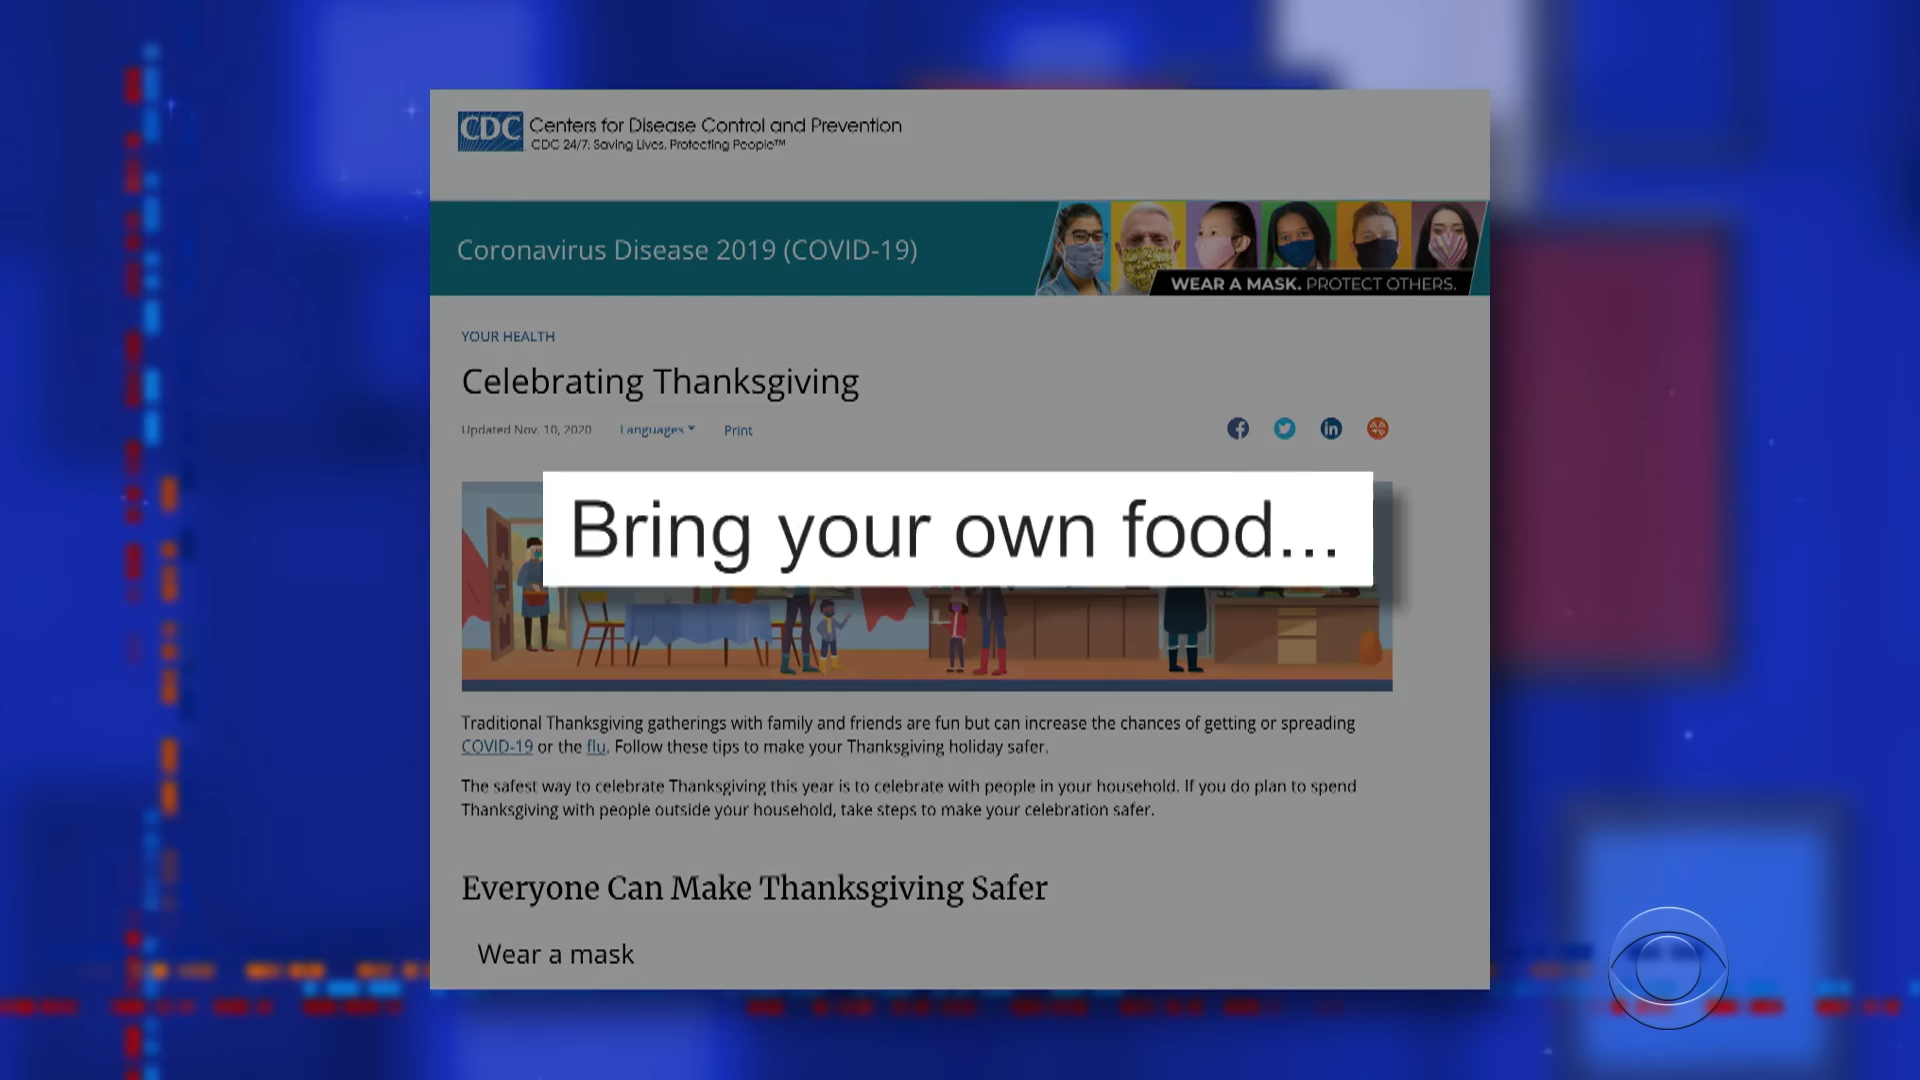 CDC Centers for Disease Control and Prevention
CDC 24/7. Saving Lives. Protecting People™
Coronavirus Disease 2019 (COVID-19)
WEAR A MASK. PROTECT OTHERS.
YOUR HEALTH
Celebrating Thanksgiving
Updated Nov. 10, 2020 Languages Print
Bring your own food...
Traditional Thanksgiving gatherings with family and friends are fun but can increase the chances of getting or spreading
COVID-19 or the flu. Follow these tips to make your Thanksgiving holiday safer.
The safest way to celebrate Thanksgiving this year is to celebrate with people in your household. If you do plan to spend
Thanksgiving with people outside your household, take steps to make your celebration safer.
Everyone Can Make Thanksgiving Safer
Wear a mask